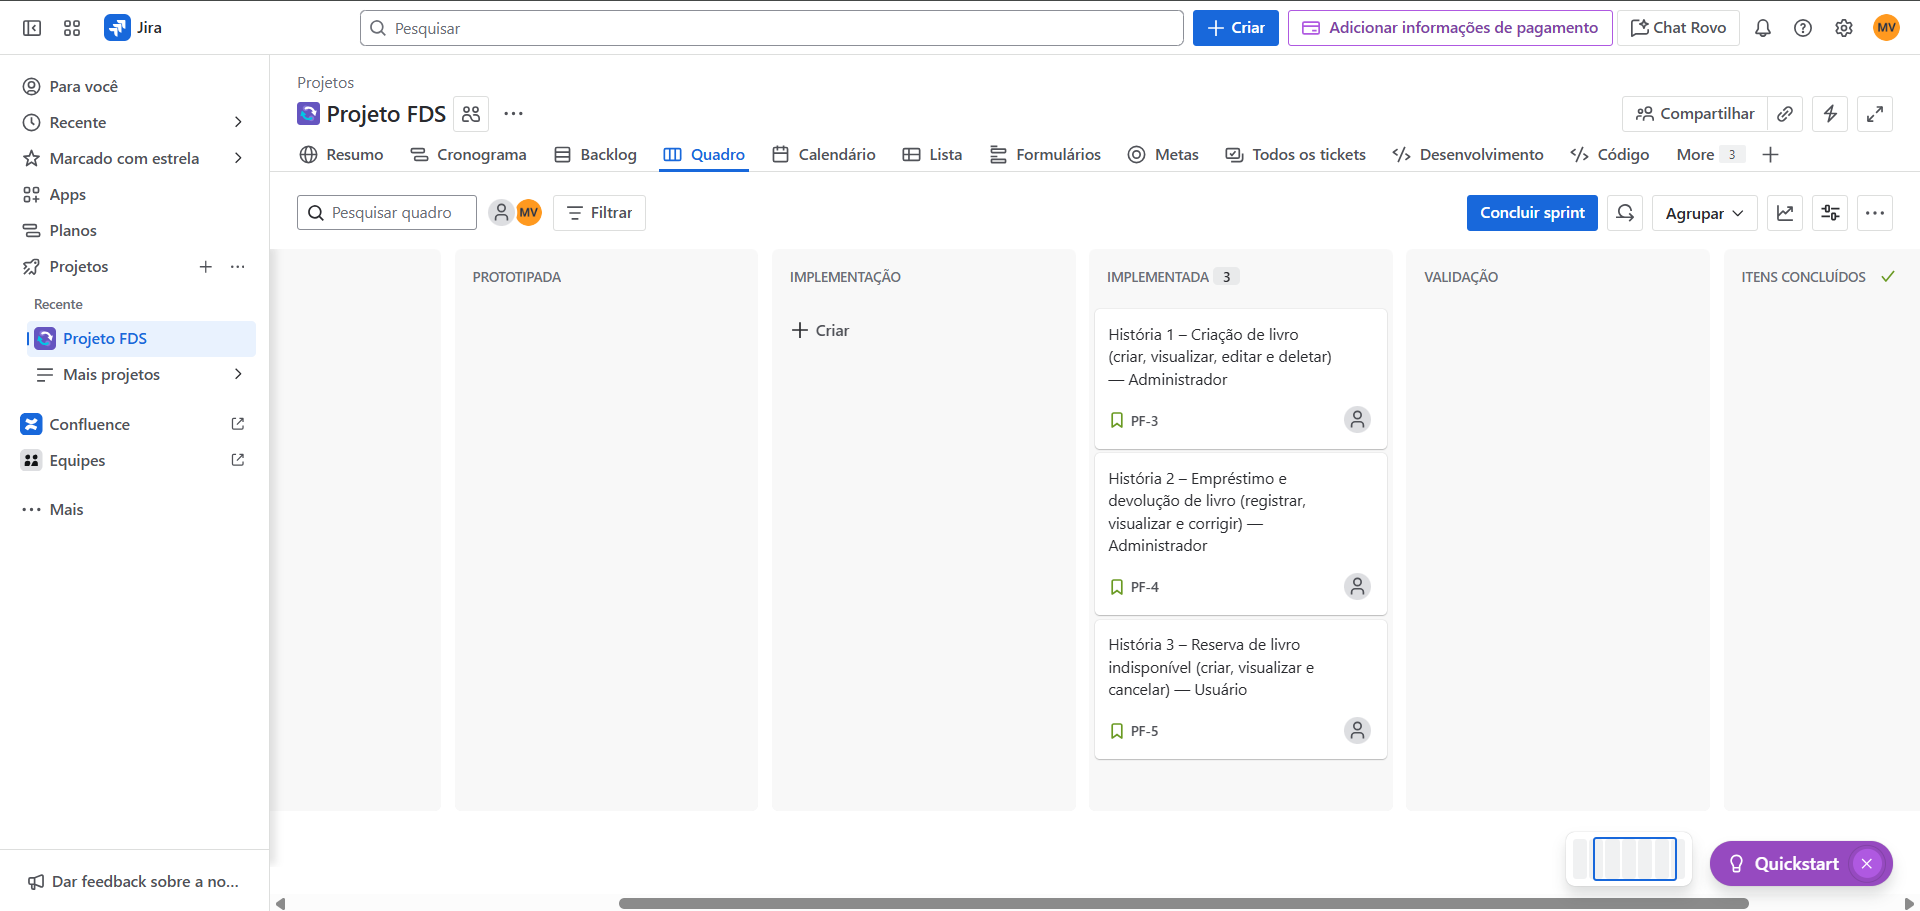 Jira
Pesquisar
Criar
Adicionar informações de pagamento
Chat Rovo
MV
Para você
Recente
Marcado com estrela
Apps
Planos
Projetos
Recente
Projeto FDS
Mais projetos
Confluence
Equipes
Mais
Dar feedback sobre a no...
Projetos
Projeto FDS
Compartilhar
Resumo
Cronograma
Backlog
Quadro
Calendário
Lista
Formulários
Metas
Todos os tickets
Desenvolvimento
Código
More 3
Pesquisar quadro
MV
Filtrar
Concluir sprint
Agrupar
PROTOTIPADA
IMPLEMENTAÇÃO
Criar
IMPLEMENTADA 3
História 1 – Criação de livro
(criar, visualizar, editar e deletar)
— Administrador
PF-3
História 2 – Empréstimo e
devolução de livro (registrar,
visualizar e corrigir) —
Administrador
PF-4
História 3 – Reserva de livro
indisponível (criar, visualizar e
cancelar) — Usuário
PF-5
VALIDAÇÃO
ITENS CONCLUÍDOS
Quickstart